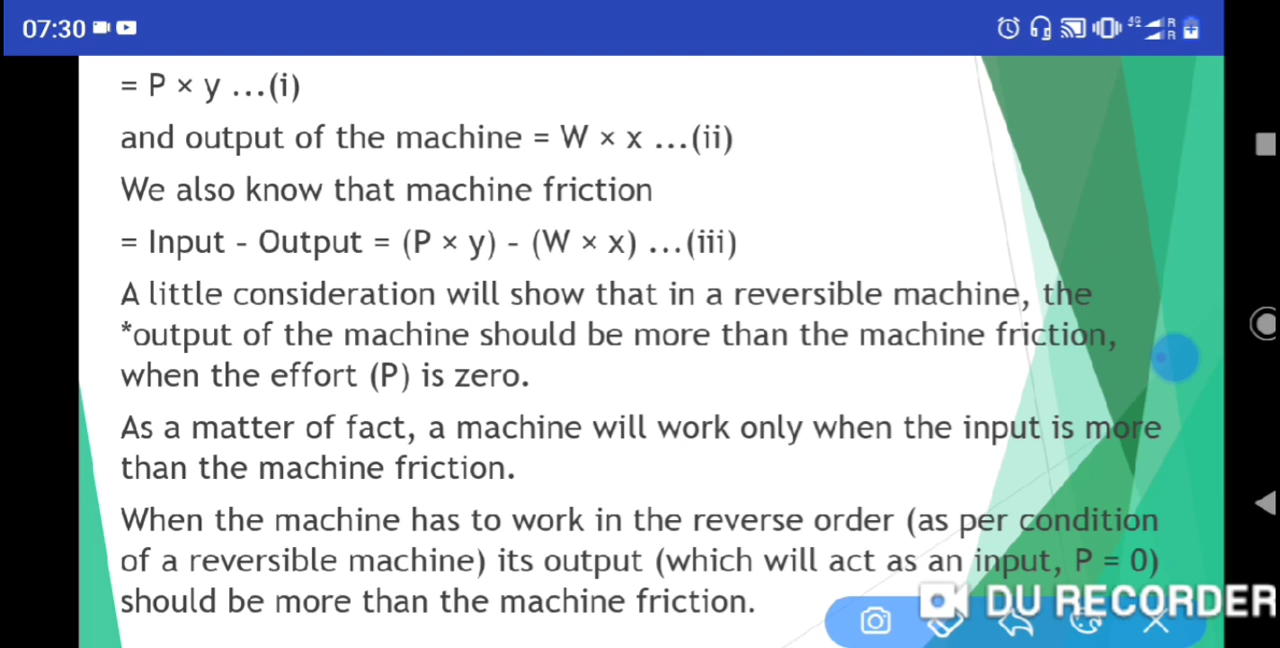 07:30
4G R
R
= P × y ...(i)
and output of the machine = W × x ...(ii)
We also know that machine friction
= Input - Output = (P × y) - (W × x) ...(iii)
A little consideration will show that in a reversible machine, the
*output of the machine should be more than the machine friction,
when the effort (P) is zero.
As a matter of fact, a machine will work only when the input is more
than the machine friction.
When the machine has to work in the reverse order (as per condition
of a reversible machine) its output (which will act as an input, P = 0)
should be more than the machine friction.
DU RECORDER